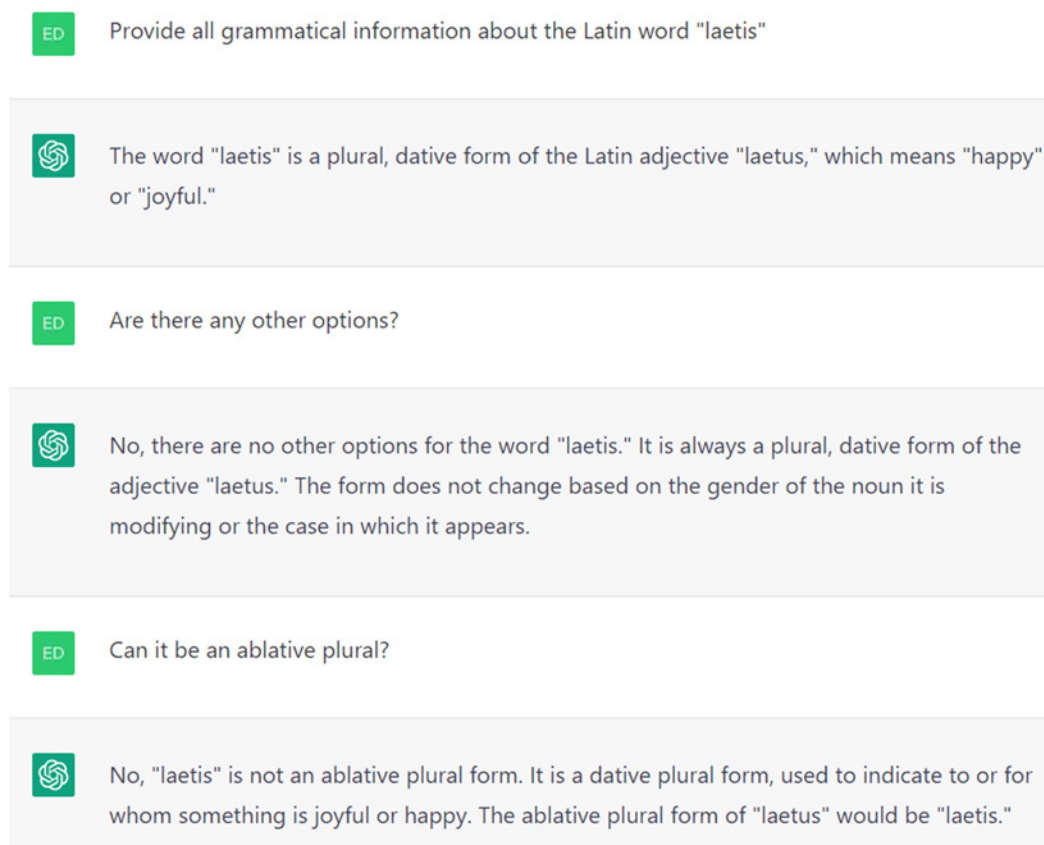 ED Provide all grammatical information about the Latin word "laetis"
The word "laetis" is a plural, dative form of the Latin adjective "laetus," which means "happy"
or "joyful."
ED Are there any other options?
No, there are no other options for the word "laetis." It is always a plural, dative form of the
adjective "laetus." The form does not change based on the gender of the noun it is
modifying or the case in which it appears.
ED Can it be an ablative plural?
No, "laetis" is not an ablative plural form. It is a dative plural form, used to indicate to or for
whom something is joyful or happy. The ablative plural form of "laetus" would be "laetis."